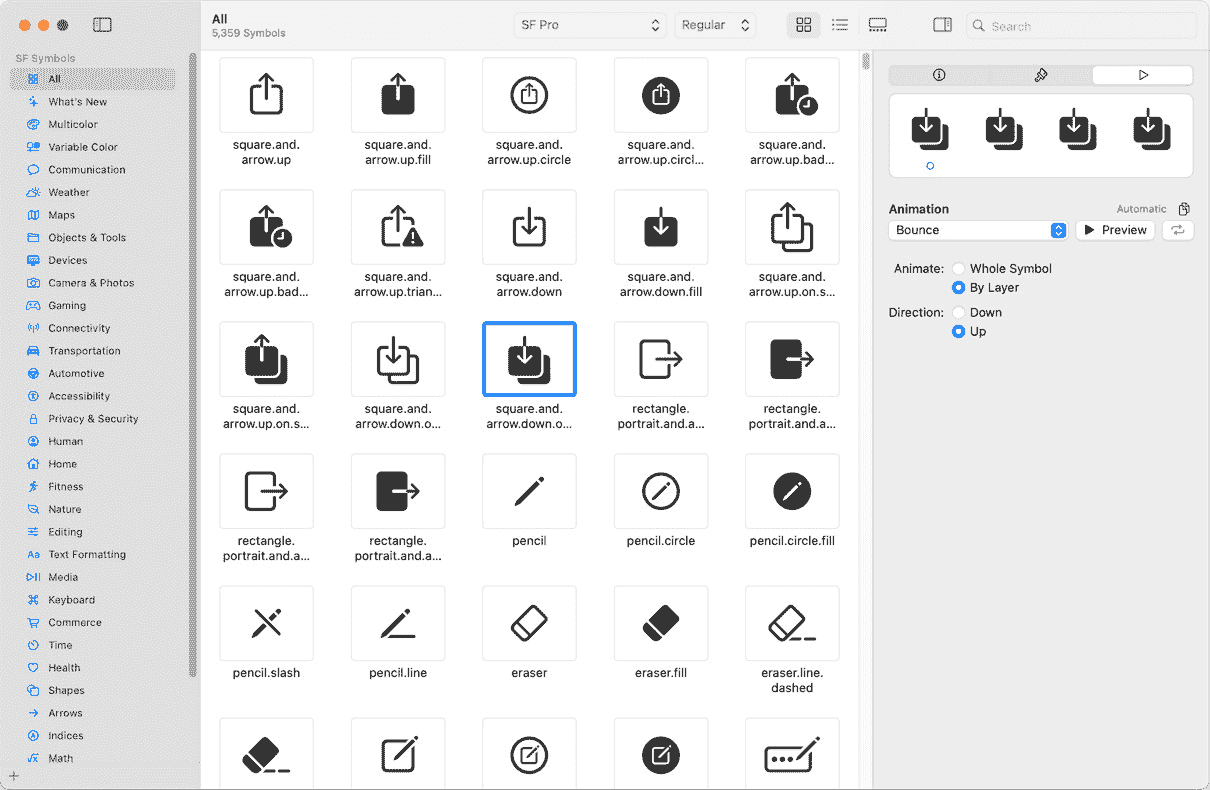 All
5,359 Symbols
SF Pro
Regular
Search
SF Symbols
All
What's New
Multicolor
Variable Color
Communication
Weather
Maps
Objects & Tools
Devices
Camera & Photos
Gaming
Connectivity
Transportation
Automotive
Accessibility
Privacy & Security
Human
Home
Fitness
Nature
Editing
Text Formatting
Media
Keyboard
Commerce
Time
Health
Shapes
Arrows
Indices
Math
square.and.
arrow.up
square.and.
arrow.up.fill
square.and.
arrow.up.circle
square.and.
arrow.up.circl...
square.and.
arrow.up.bad...
square.and.
arrow.up.bad...
square.and.
arrow.up.trian...
square.and.
arrow.down
square.and.
arrow.down.fill
square.and.
arrow.up.on.s...
square.and.
arrow.up.on.s...
square.and.
arrow.down.o...
square.and.
arrow.down.o...
rectangle.
portrait.and.a...
rectangle.
portrait.and.a...
rectangle.
portrait.and.a...
rectangle.
portrait.and.a...
pencil
pencil.circle
pencil.circle.fill
pencil.slash
pencil.line
eraser
eraser.fill
eraser.line.
dashed
Animation
Automatic
Bounce
Preview
Animate:
Whole Symbol
By Layer
Direction:
Down
Up